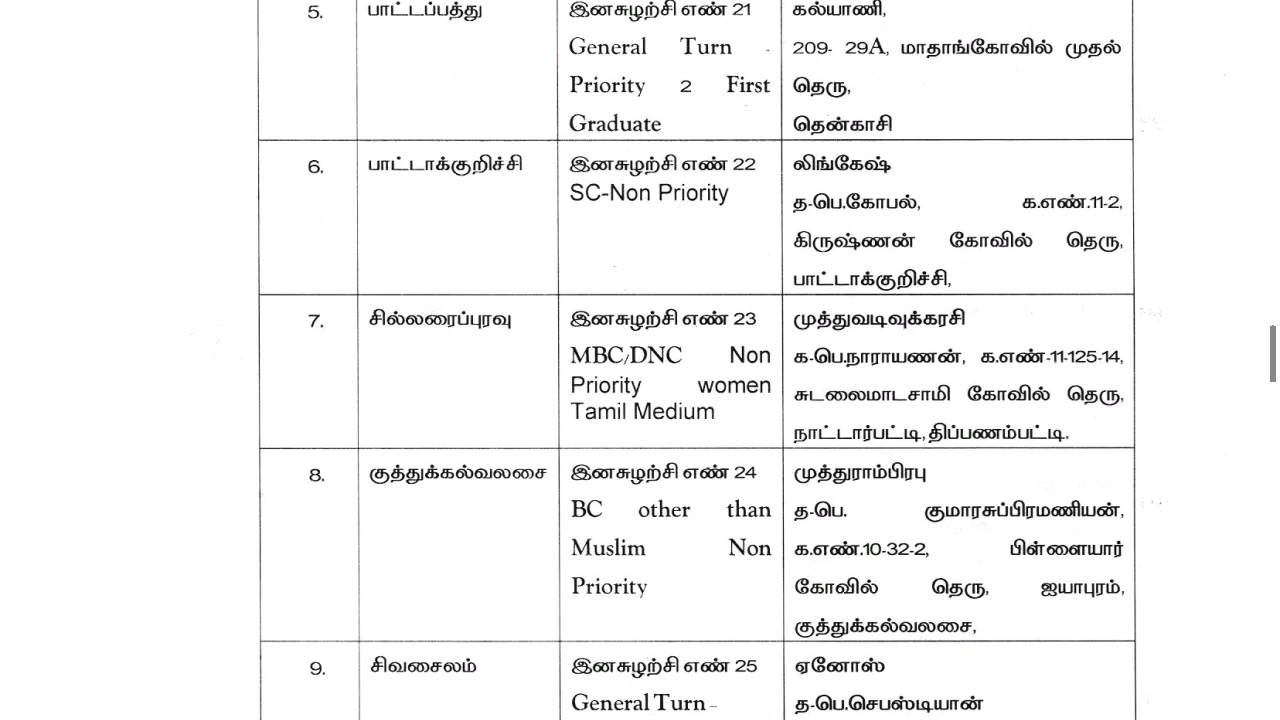 5.
பாட்டப்பத்து
இனசுழற்சி எண் 21
General Turn -
Priority 2 First
Graduate
கல்யாணி,
209- 29A, மாதாங்கோவில் முதல்
தெரு,
தென்காசி
6.
பாட்டாக்குறிச்சி
இனசுழற்சி எண் 22
SC-Non Priority
லிங்கேஷ்
த-பெ.கோபல், க.எண்.11-2,
கிருஷ்ணன் கோவில் தெரு,
பாட்டாக்குறிச்சி,
7.
சில்லரைப்புரவு
இனசுழற்சி எண் 23
MBC/DNC Non
Priority women
Tamil Medium
முத்துவடிவுக்கரசி
க-பெ.நாராயணன், க.எண்-11-125-14,
சுடலைமாடசாமி கோவில் தெரு,
நாட்டார்பட்டி,திப்பணம்பட்டி.
8.
குத்துக்கல்வலசை
இனசுழற்சி எண் 24
BC other than
Muslim Non
Priority
முத்துராம்பிரபு
த-பெ. குமாரசுப்பிரமணியன்,
க.எண்.10-32-2, பிள்ளையார்
கோவில் தெரு, ஐயாபுரம்,
குத்துக்கல்வலசை,
9.
சிவசைலம்
இனசுழற்சி எண் 25
General Turn -
ஏனோஸ்
த-பெ.செபஸ்டியான்